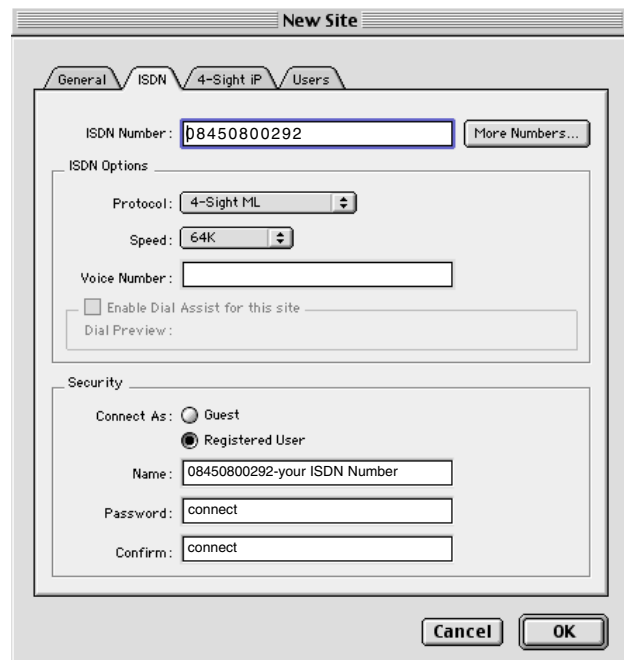 New Site
General ISDN 4-Sight iP Users
ISDN Number: 08450800292 More Numbers...
ISDN Options
Protocol: 4-Sight ML
Speed: 64K
Voice Number:
Enable Dial Assist for this site
Dial Preview:
Security
Connect As: Guest
Registered User
Name: 08450800292-your ISDN Number
Password: connect
Confirm: connect
Cancel OK